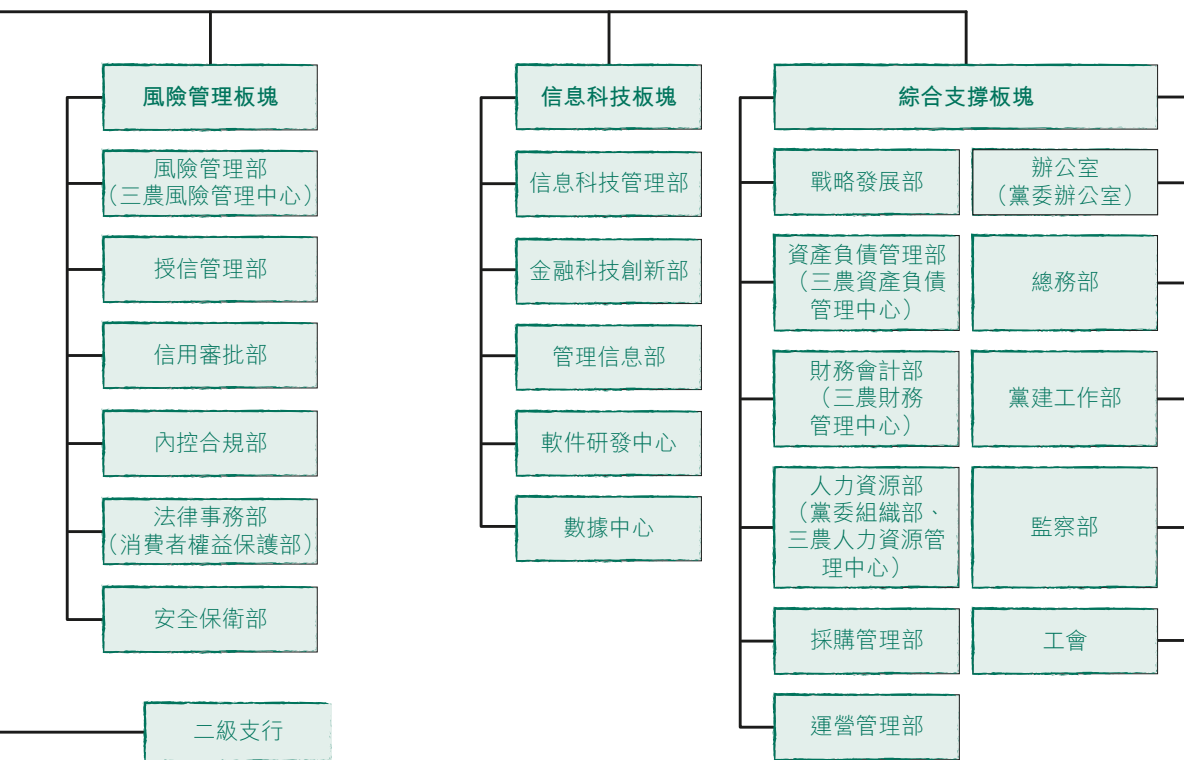 風險管理板塊
風險管理部
（三農風險管理中心）
授信管理部
信用審批部
內控合規部
法律事務部
（消費者權益保護部）
安全保衛部
二級支行
信息科技板塊
信息科技管理部
金融科技創新部
管理信息部
軟件研發中心
數據中心
綜合支撐板塊
戰略發展部
資產負債管理部
（三農資產負債
管理中心）
財務會計部
（三農財務
管理中心）
人力資源部
（黨委組織部、
三農人力資源管
理中心）
採購管理部
運營管理部
辦公室
（黨委辦公室）
總務部
黨建工作部
監察部
工會